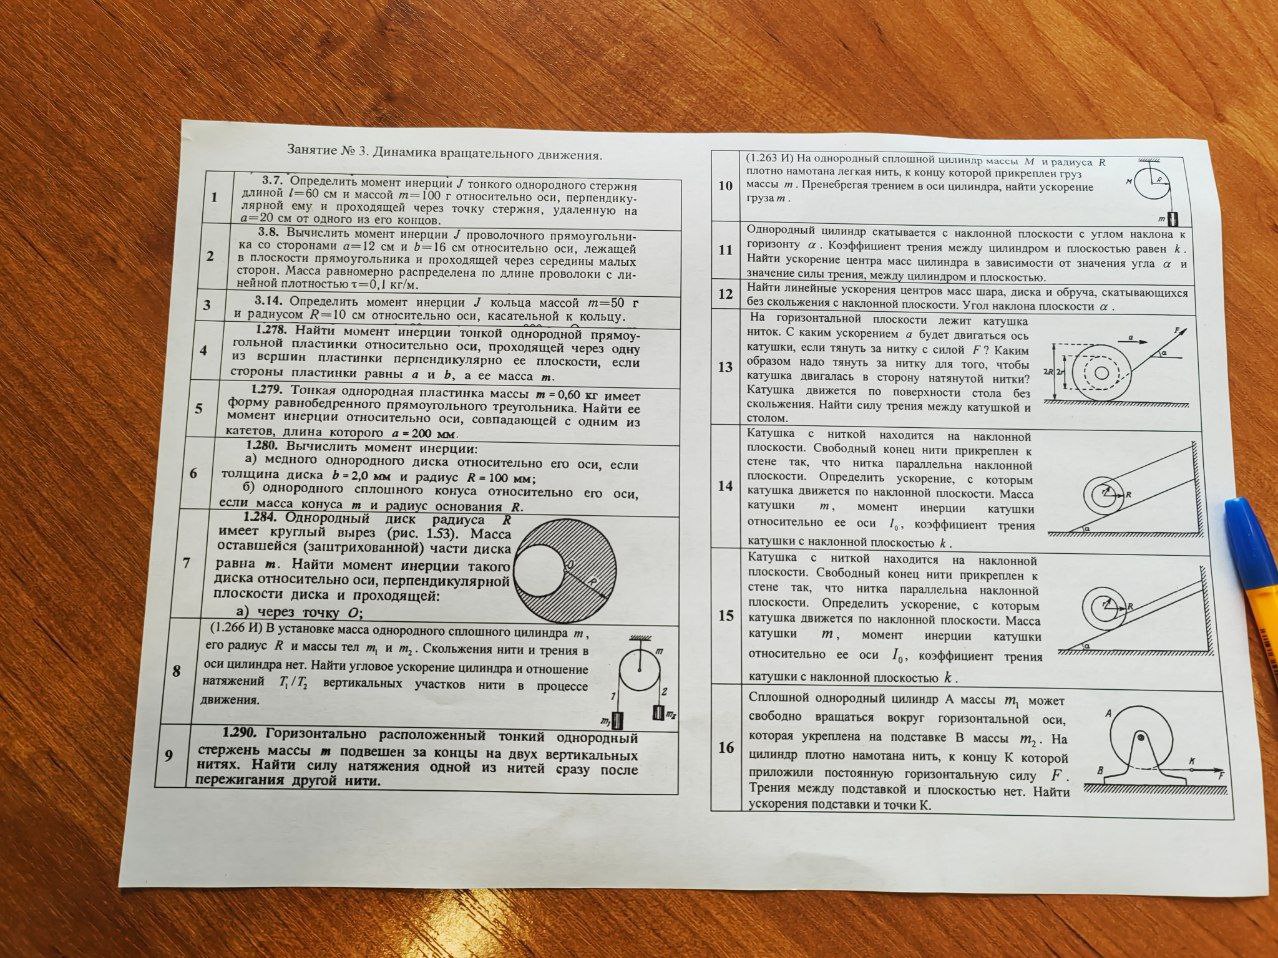 Занятие № 3. Динамика вращательного движения.
1
3.7. Определить момент инерции J тонкого однородного стержня
длиной l=60 см и массой m=100 г относительно оси, перпендику-
лярной ему и проходящей через точку стержня, удаленную на
a=20 см от одного из его концов.
2
3.8. Вычислить момент инерции J проволочного прямоугольни-
ка со сторонами a=12 см и b=16 см относительно оси, лежащей
в плоскости прямоугольника и проходящей через середины малых
сторон. Масса равномерно распределена по длине проволоки с ли-
нейной плотностью τ=0,1 кг/м.
3
3.14. Определить момент инерции J кольца массой m=50 г
и радиусом R=10 см относительно оси, касательной к кольцу.
4
1.278. Найти момент инерции тонкой однородной прямоу-
гольной пластинки относительно оси, проходящей через одну
из вершин пластинки перпендикулярно ее плоскости, если
стороны пластинки равны a и b, а ее масса m.
5
1.279. Тонкая однородная пластинка массы m = 0,60 кг имеет
форму равнобедренного прямоугольного треугольника. Найти ее
момент инерции относительно оси, совпадающей с одним из
катетов, длина которого a = 200 мм.
6
1.280. Вычислить момент инерции:
а) медного однородного диска относительно его оси, если
толщина диска b = 2,0 мм и радиус R = 100 мм;
б) однородного сплошного конуса относительно его оси,
если масса конуса m и радиус основания R.
7
1.284. Однородный диск радиуса R
имеет круглый вырез (рис. 1.53). Масса
оставшейся (заштрихованной) части диска
равна m. Найти момент инерции такого
диска относительно оси, перпендикулярной
плоскости диска и проходящей:
а) через точку O;
O
R
8
(1.266 И) В установке масса однородного сплошного цилиндра m ,
его радиус R и массы тел m₁ и m₂ . Скольжения нити и трения в
оси цилиндра нет. Найти угловое ускорение цилиндра и отношение
натяжений T₁/T₂ вертикальных участков нити в процессе
движения.
m
1
2
m₁
m₂
9
1.290. Горизонтально расположенный тонкий однородный
стержень массы m подвешен за концы на двух вертикальных
нитях. Найти силу натяжения одной из нитей сразу после
пережигания другой нити.
10
(1.263 И) На однородный сплошной цилиндр массы M и радиуса R
плотно намотана легкая нить, к концу которой прикреплен груз
массы m . Пренебрегая трением в оси цилиндра, найти ускорение
груза m .
M
R
m
11
Однородный цилиндр скатывается с наклонной плоскости с углом наклона к
горизонту α . Коэффициент трения между цилиндром и плоскостью равен k .
Найти ускорение центра масс цилиндра в зависимости от значения угла α и
значение силы трения, между цилиндром и плоскостью.
12
Найти линейные ускорения центров масс шара, диска и обруча, скатывающихся
без скольжения с наклонной плоскости. Угол наклона плоскости α .
13
На горизонтальной плоскости лежит катушка
ниток. С каким ускорением a будет двигаться ось
катушки, если тянуть за нитку с силой F ? Каким
образом надо тянуть за нитку для того, чтобы
катушка двигалась в сторону натянутой нитки?
Катушка движется по поверхности стола без
скольжения. Найти силу трения между катушкой и
столом.
a
F
α
2R
2r
14
Катушка с ниткой находится на наклонной
плоскости. Свободный конец нити прикреплен к
стене так, что нитка параллельна наклонной
плоскости. Определить ускорение, с которым
катушка движется по наклонной плоскости. Масса
катушки m , момент инерции катушки
относительно ее оси I₀ , коэффициент трения
катушки с наклонной плоскостью k .
r
R
α
15
Катушка с ниткой находится на наклонной
плоскости. Свободный конец нити прикреплен к
стене так, что нитка параллельна наклонной
плоскости. Определить ускорение, с которым
катушка движется по наклонной плоскости. Масса
катушки m , момент инерции катушки
относительно ее оси I₀ , коэффициент трения
катушки с наклонной плоскостью k .
r
R
α
16
Сплошной однородный цилиндр А массы m₁ может
свободно вращаться вокруг горизонтальной оси,
которая укреплена на подставке В массы m₂ . На
цилиндр плотно намотана нить, к концу К которой
приложили постоянную горизонтальную силу F .
Трения между подставкой и плоскостью нет. Найти
ускорения подставки и точки К.
A
B
K
F